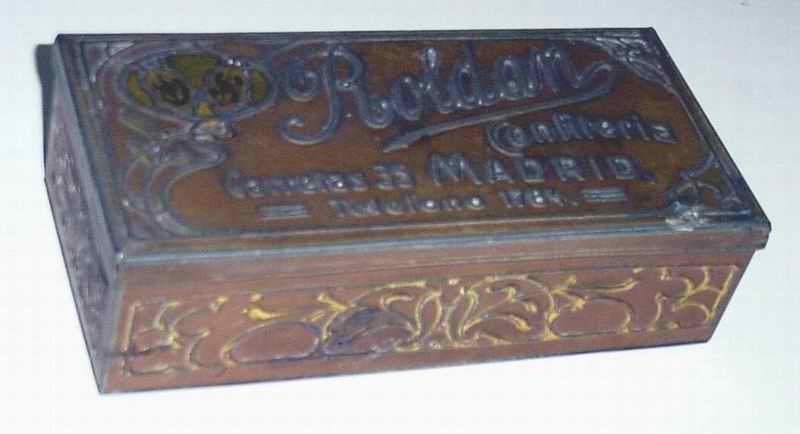 Roldan
Confiteria
Carretas 35 MADRID.
Telefono 1764.